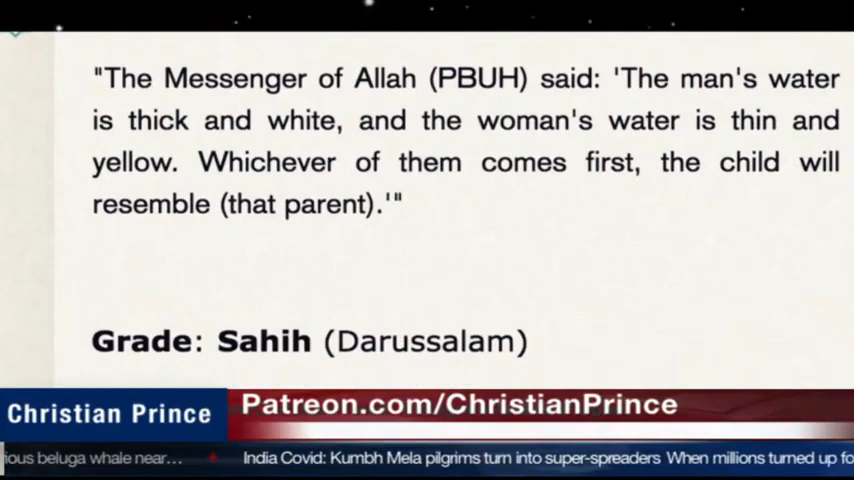 "The Messenger of Allah (PBUH) said: 'The man's water
is thick and white, and the woman's water is thin and
yellow. Whichever of them comes first, the child will
resemble (that parent).'"
Grade: Sahih (Darussalam)
Christian Prince
Patreon.com/ChristianPrince
beluga whale near... India Covid: Kumbh Mela pilgrims turn into super-spreaders When millions turned up